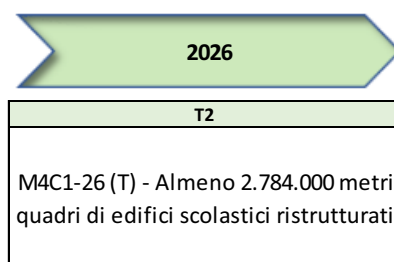 2026
T2
M4C1-26 (T) - Almeno 2.784.000 metri
quadri di edifici scolastici ristrutturati